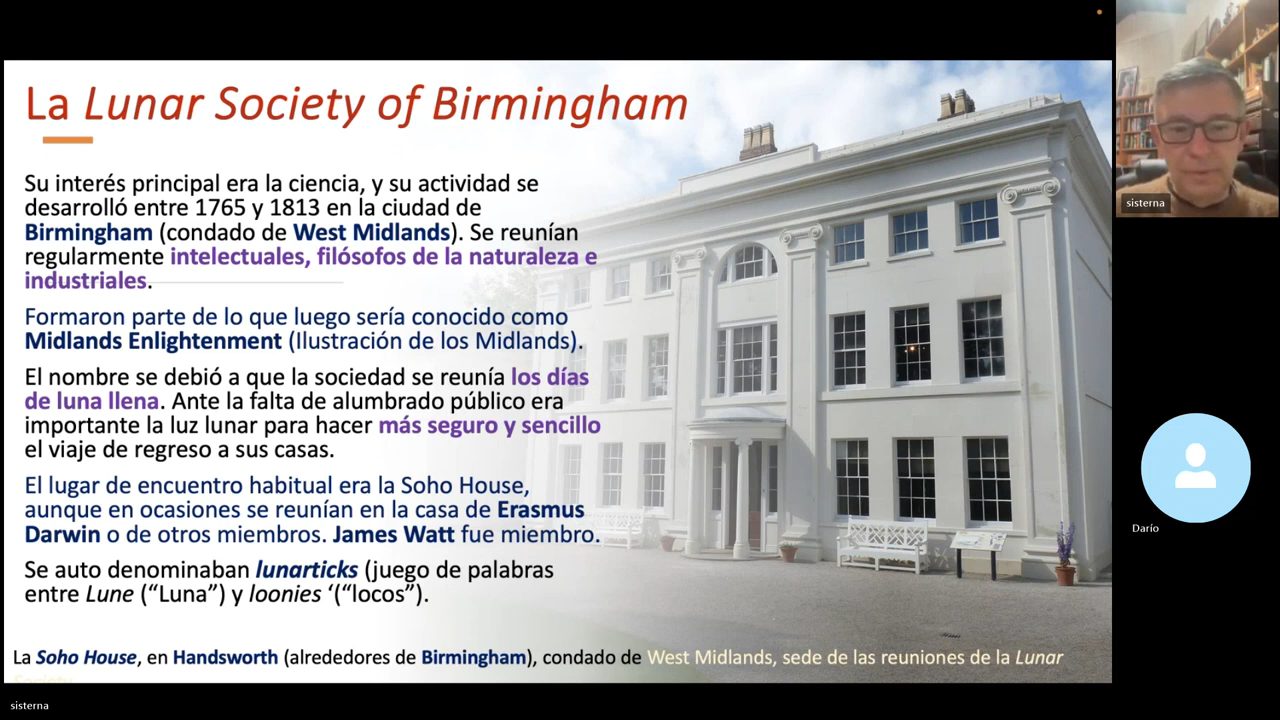 La Lunar Society of Birmingham
Su interés principal era la ciencia, y su actividad se
desarrolló entre 1765 y 1813 en la ciudad de
Birmingham (condado de West Midlands). Se reunían
regularmente intelectuales, filósofos de la naturaleza e
industriales.
Formaron parte de lo que luego sería conocido como
Midlands Enlightenment (Ilustración de los Midlands).
El nombre se debió a que la sociedad se reunía los días
de luna llena. Ante la falta de alumbrado público era
importante la luz lunar para hacer más seguro y sencillo
el viaje de regreso a sus casas.
El lugar de encuentro habitual era la Soho House,
aunque en ocasiones se reunían en la casa de Erasmus
Darwin o de otros miembros. James Watt fue miembro.
Se auto denominaban lunarticks (juego de palabras
entre Lune (“Luna”) y loonies ‘(“locos”).
La Soho House, en Handsworth (alrededores de Birmingham), condado de West Midlands, sede de las reuniones de la Lunar
Society
sisterna
Darío
sisterna